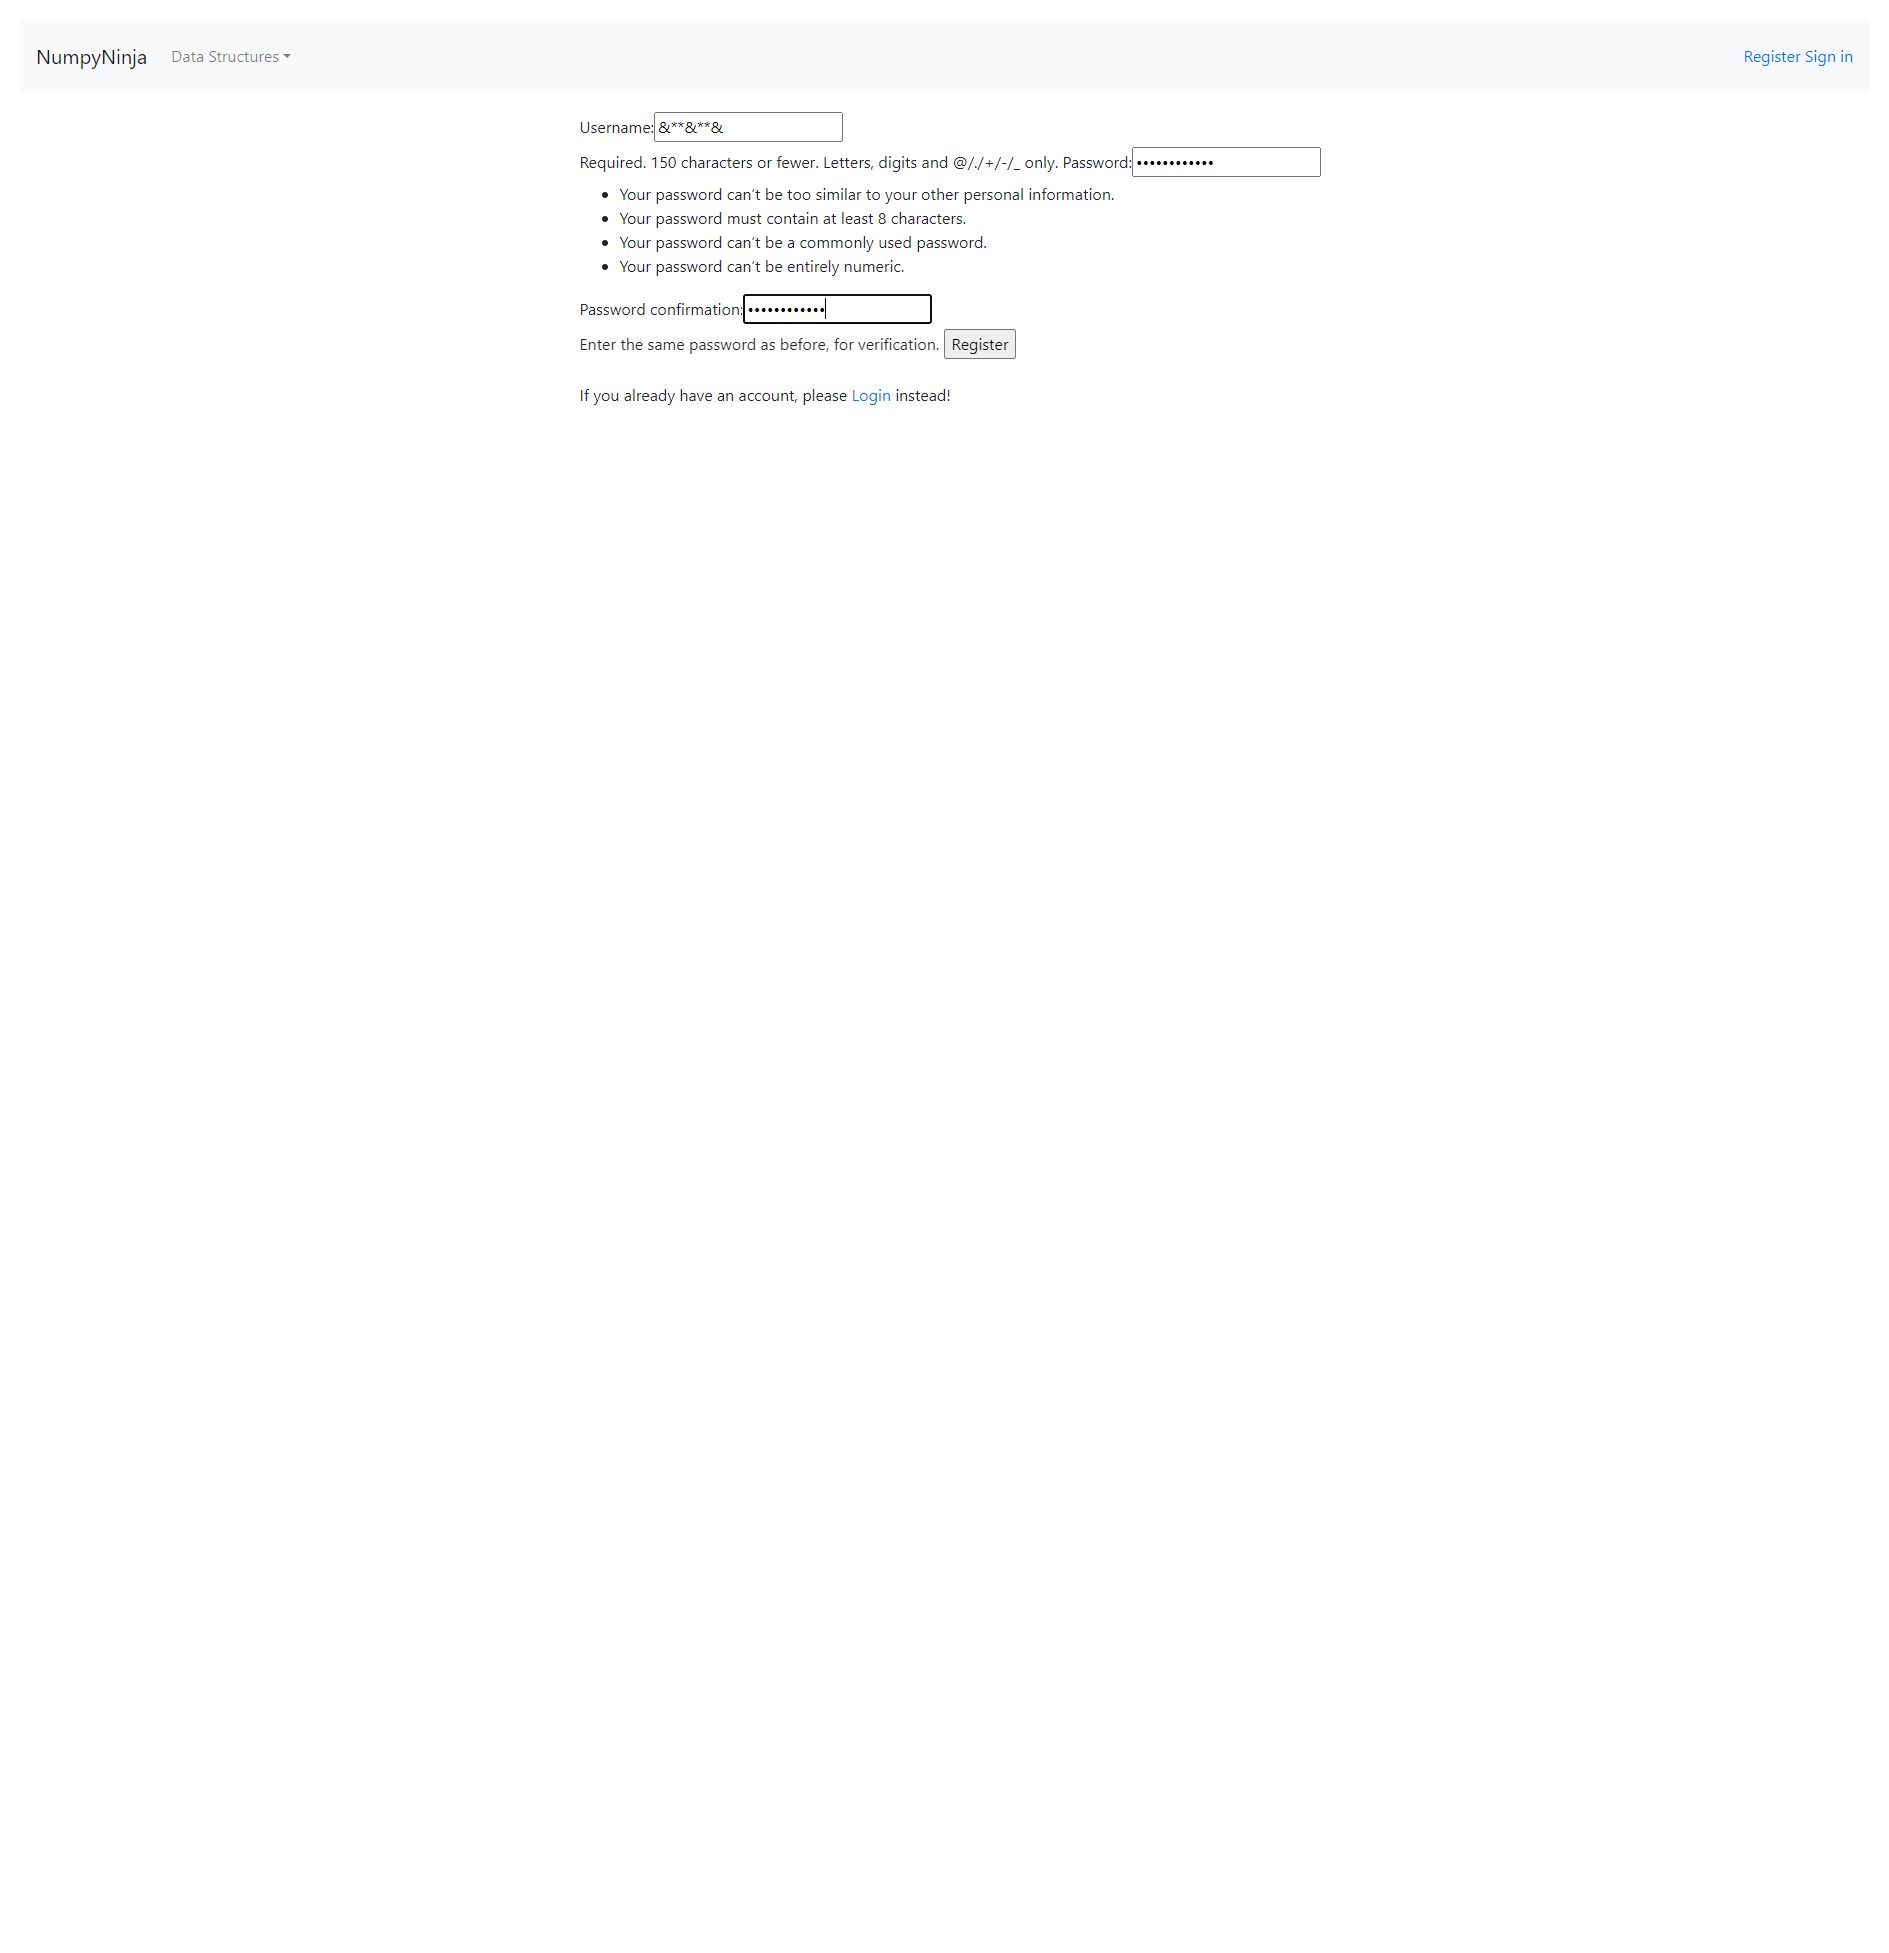 NumpyNinja Data Structures Register Sign in
Username: &**&**&
Required. 150 characters or fewer. Letters, digits and @/./+/-/_ only. Password: ••••••••••••
• Your password can't be too similar to your other personal information.
• Your password must contain at least 8 characters.
• Your password can't be a commonly used password.
• Your password can't be entirely numeric.
Password confirmation: ••••••••••••
Enter the same password as before, for verification. Register
If you already have an account, please Login instead!